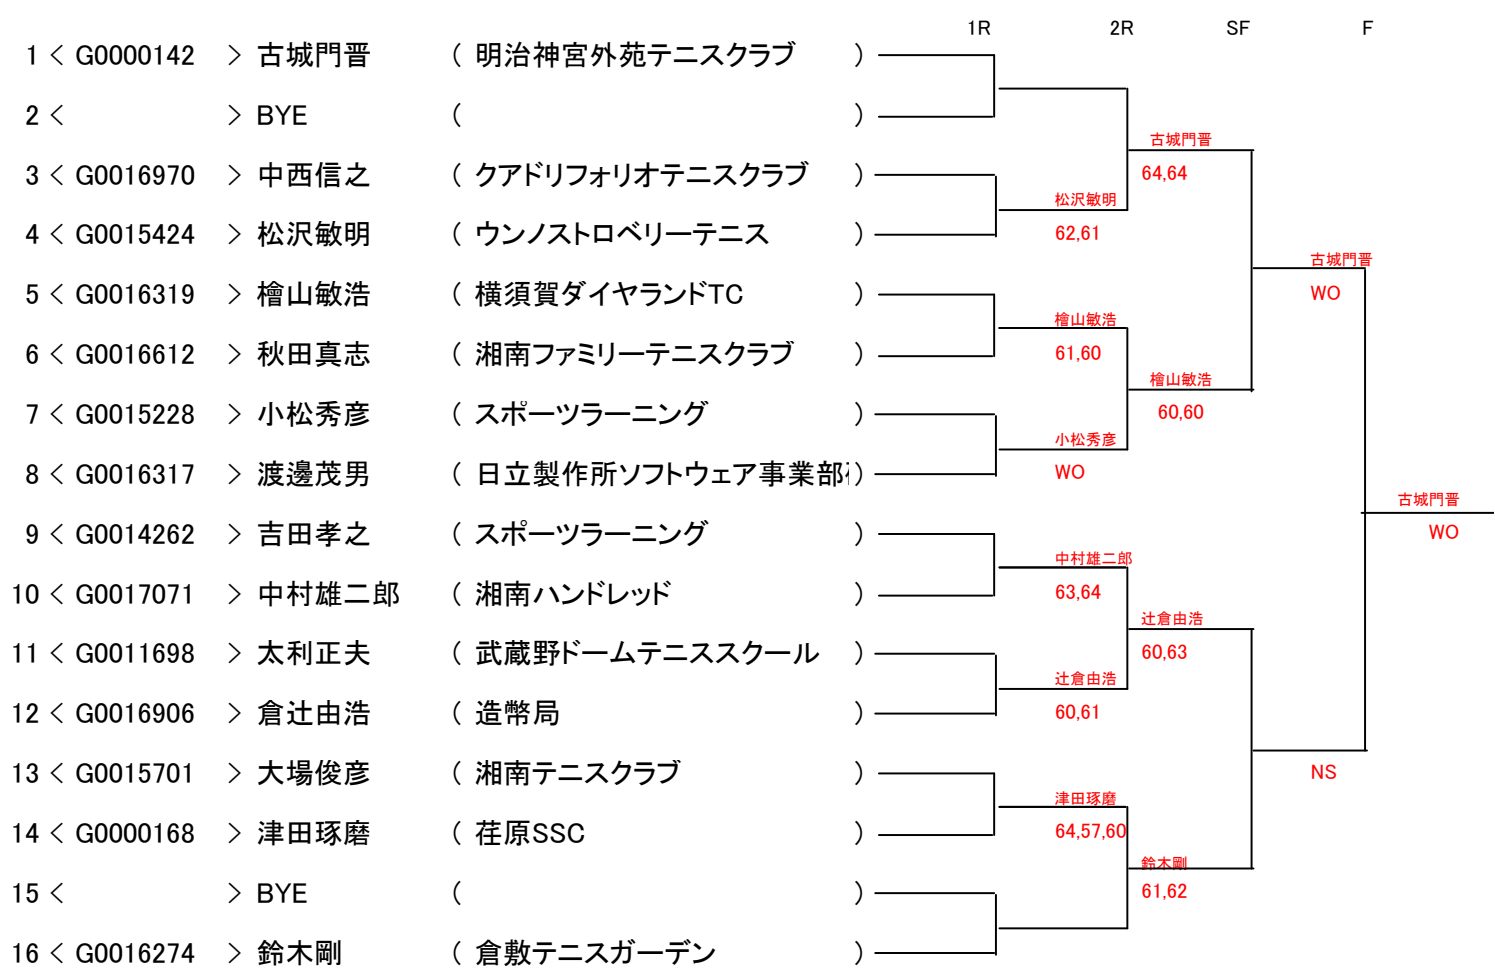 1R 2R SF F
1 < G0000142 > 古城門晋 ( 明治神宮外苑テニスクラブ )
2 < > BYE ( )
古城門晋
3 < G0016970 > 中西信之 ( クアドリフォリオテニスクラブ ) 64,64
松沢敏明
4 < G0015424 > 松沢敏明 ( ウンノストロベリーテニス ) 62,61
古城門晋
5 < G0016319 > 檜山敏浩 ( 横須賀ダイヤランドTC ) WO
檜山敏浩
6 < G0016612 > 秋田真志 ( 湘南ファミリーテニスクラブ ) 61,60
檜山敏浩
7 < G0015228 > 小松秀彦 ( スポーツラーニング ) 60,60
小松秀彦
8 < G0016317 > 渡邊茂男 ( 日立製作所ソフトウェア事業部 ) WO
古城門晋
9 < G0014262 > 吉田孝之 ( スポーツラーニング ) WO
中村雄二郎
10 < G0017071 > 中村雄二郎 ( 湘南ハンドレッド ) 63,64
辻倉由浩
11 < G0011698 > 太利正夫 ( 武蔵野ドームテニススクール ) 60,63
辻倉由浩
12 < G0016906 > 倉辻由浩 ( 造幣局 ) 60,61
13 < G0015701 > 大場俊彦 ( 湘南テニスクラブ ) NS
津田琢磨
14 < G0000168 > 津田琢磨 ( 荏原SSC ) 64,57,60
鈴木剛
15 < > BYE ( ) 61,62
16 < G0016274 > 鈴木剛 ( 倉敷テニスガーデン )